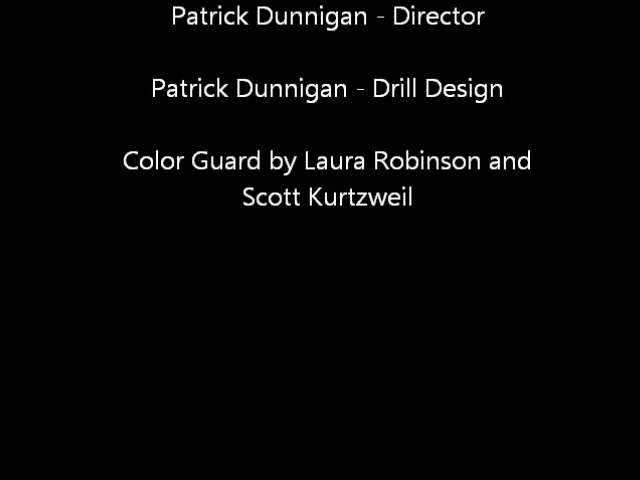 Patrick Dunnigan - Director
Patrick Dunnigan - Drill Design
Color Guard by Laura Robinson and
Scott Kurtzweil